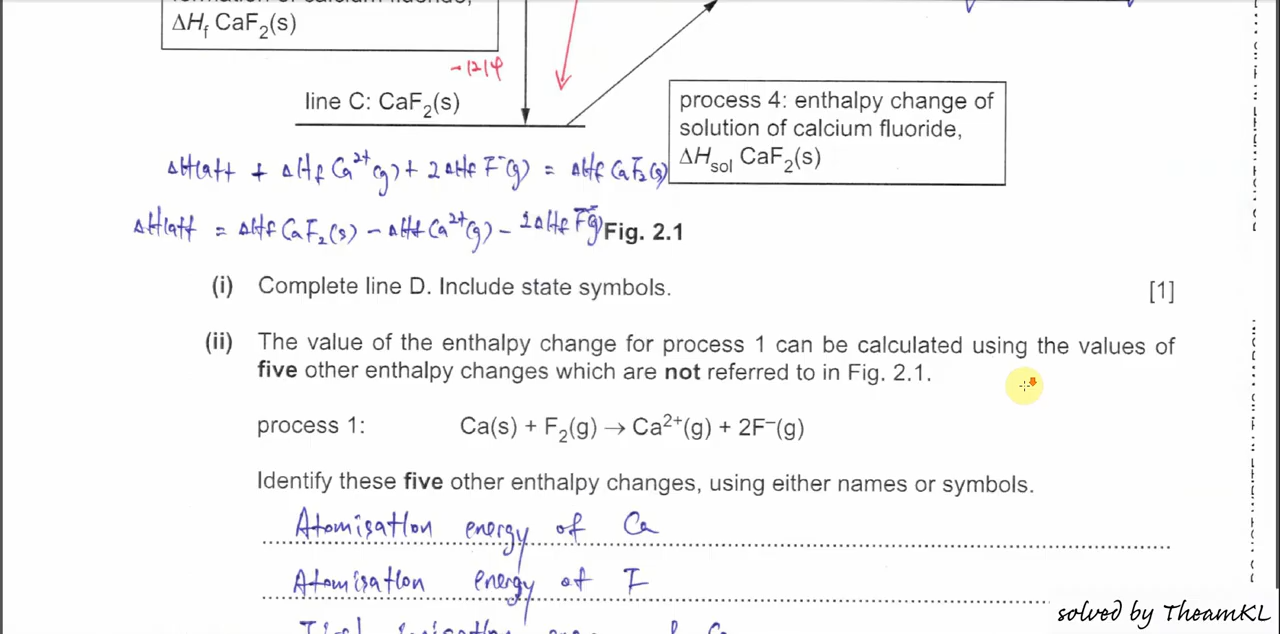 ΔHf CaF2(s)
-1214
line C: CaF2(s)
process 4: enthalpy change of
solution of calcium fluoride,
ΔHsol CaF2(s)
ΔHlatt + ΔHf Ca2+(g) + 2ΔHf F-(g) = ΔHf CaF2(s)
ΔHlatt = ΔHf CaF2(s) - ΔHf Ca2+(g) - 2ΔHf F-(g)
Fig. 2.1
(i) Complete line D. Include state symbols. [1]
(ii) The value of the enthalpy change for process 1 can be calculated using the values of
five other enthalpy changes which are not referred to in Fig. 2.1.
process 1: Ca(s) + F2(g) → Ca2+(g) + 2F–(g)
Identify these five other enthalpy changes, using either names or symbols.
Atomisation energy of Ca
Atomisation energy of F
solved by TheamKL